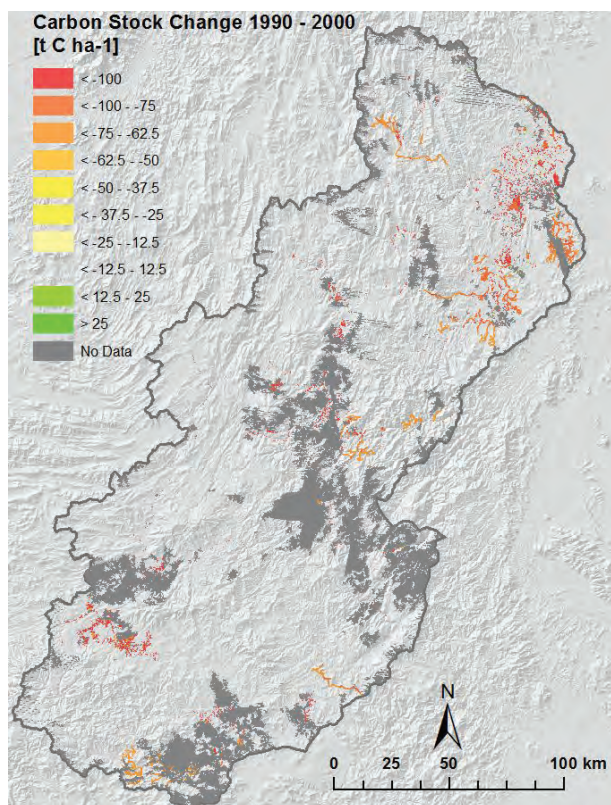 Carbon Stock Change 1990 - 2000
[t C ha-1]
< -100
< -100 - -75
< -75 - -62.5
< -62.5 - -50
< -50 - -37.5
< - 37.5 - -25
< -25 - -12.5
< -12.5 - 12.5
< 12.5 - 25
> 25
No Data
N
0 25 50 100 km